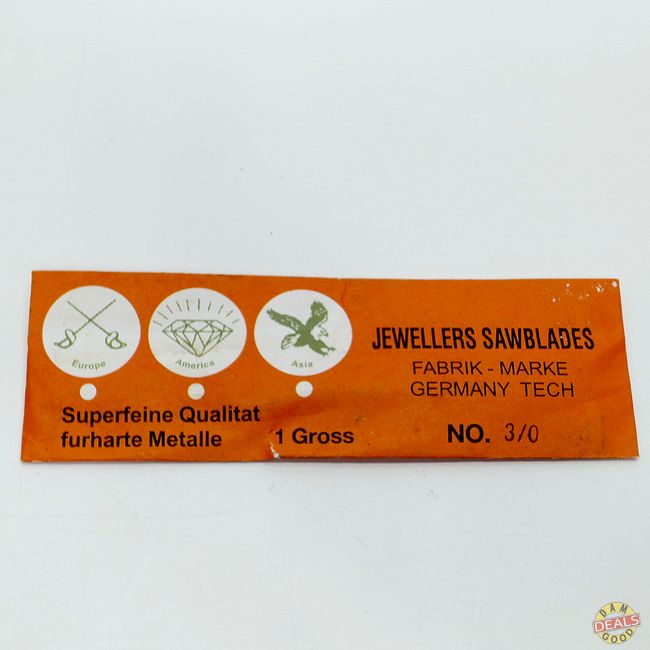 Europe
America
Asia
Superfeine Qualitat
furharte Metalle
1 Gross
JEWELLERS SAWBLADES
FABRIK - MARKE
GERMANY TECH
NO. 3/0
DAM
GOOD
DEALS